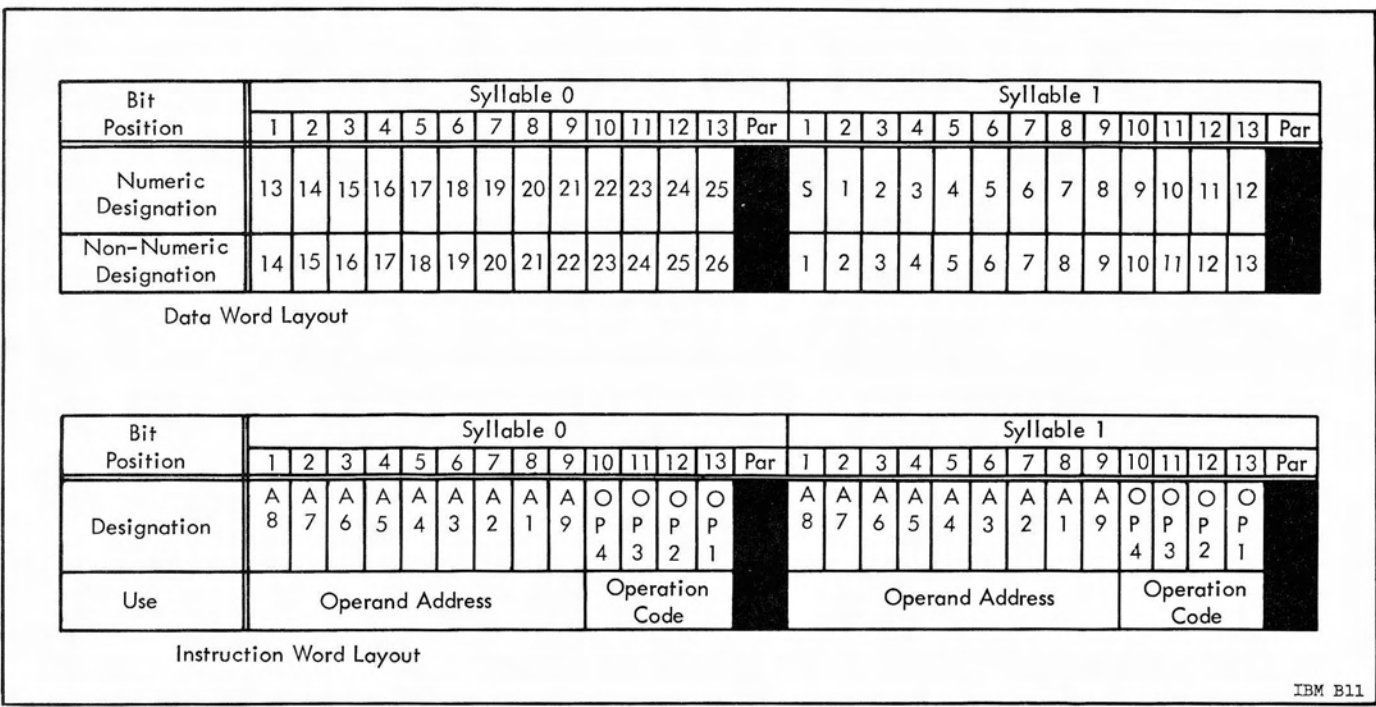 Bit Position Syllable 0 Syllable 1
1 2 3 4 5 6 7 8 9 10 11 12 13 Par 1 2 3 4 5 6 7 8 9 10 11 12 13 Par
Numeric Designation 13 14 15 16 17 18 19 20 21 22 23 24 25 S 1 2 3 4 5 6 7 8 9 10 11 12
Non-Numeric Designation 14 15 16 17 18 19 20 21 22 23 24 25 26 1 2 3 4 5 6 7 8 9 10 11 12 13
Data Word Layout
Bit Position Syllable 0 Syllable 1
1 2 3 4 5 6 7 8 9 10 11 12 13 Par 1 2 3 4 5 6 7 8 9 10 11 12 13 Par
Designation A8 A7 A6 A5 A4 A3 A2 A1 A9 OP4 OP3 OP2 OP1 A8 A7 A6 A5 A4 A3 A2 A1 A9 OP4 OP3 OP2 OP1
Use Operand Address Operation Code Operand Address Operation Code
Instruction Word Layout
IBM B11